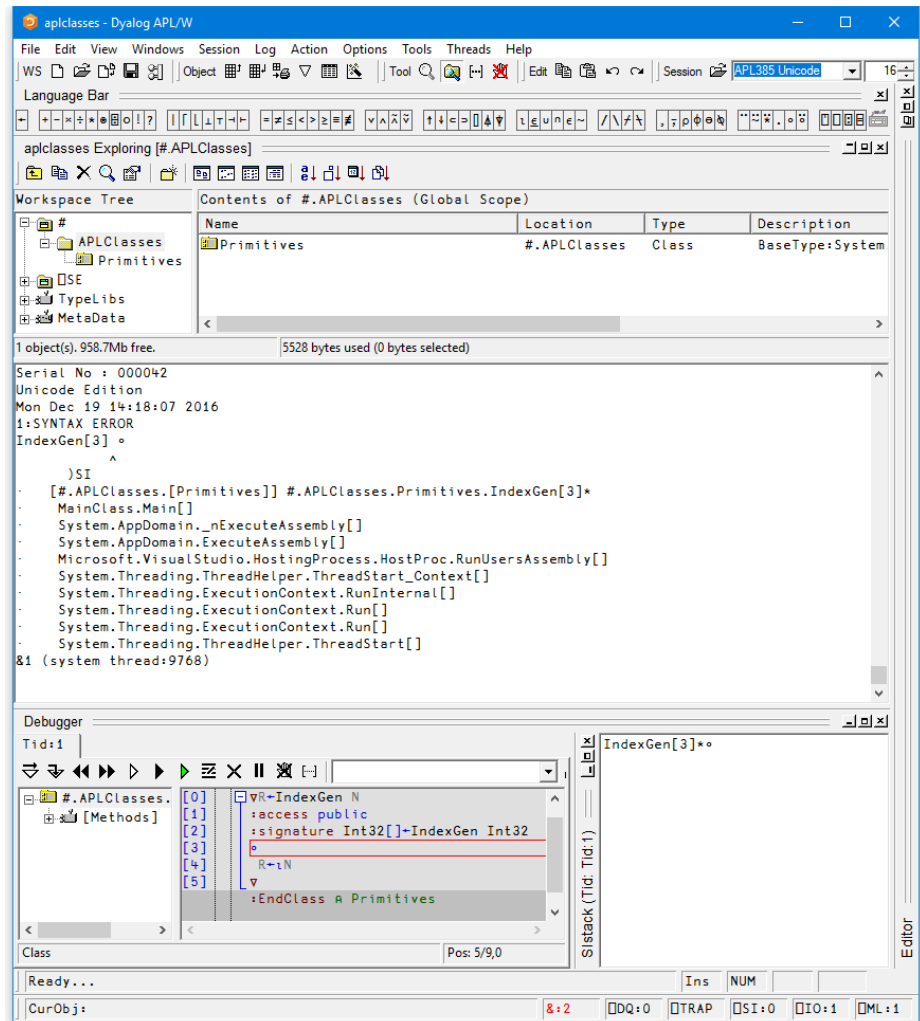 aplclasses - Dyalog APL/W
File Edit View Windows Session Log Action Options Tools Threads Help
WS Object Tool Edit Session APL385 Unicode 16
Language Bar
← + - × ÷ * ⍟ ⌹ ○ ! ? | ⌈ ⌊ ⊥ ⊤ ⊣ ⊢ = ≠ ≤ < > ≥ ≡ ≢ ∨ ∧ ⍲ ⍱ ↑ ↓ ⊂ ⊃ ⌷ ⍋ ⍒ ⍳ ⍷ ∪ ∩ ∊ ~ / \ ⌿ ⍀ , ⍪ ⍴ ⌽ ⊖ ⍉ ¨ ⍨ ⍣ . ∘ ⍤
aplclasses Exploring [#.APLClasses]
Workspace Tree
Contents of #.APLClasses (Global Scope)
#
APLClasses
Primitives
⎕SE
TypeLibs
MetaData
Name Location Type Description
Primitives #.APLClasses Class BaseType:System
1 object(s). 958.7Mb free. 5528 bytes used (0 bytes selected)
Serial No : 000042
Unicode Edition
Mon Dec 19 14:18:07 2016
1:SYNTAX ERROR
IndexGen[3] ∘
^
)SI
· [#.APLClasses.[Primitives]] #.APLClasses.Primitives.IndexGen[3]*
· MainClass.Main[]
· System.AppDomain._nExecuteAssembly[]
· System.AppDomain.ExecuteAssembly[]
· Microsoft.VisualStudio.HostingProcess.HostProc.RunUsersAssembly[]
· System.Threading.ThreadHelper.ThreadStart_Context[]
· System.Threading.ExecutionContext.RunInternal[]
· System.Threading.ExecutionContext.Run[]
· System.Threading.ExecutionContext.Run[]
· System.Threading.ThreadHelper.ThreadStart[]
&1 (system thread:9768)
Debugger
Tid:1
#.APLClasses.
[Methods]
[0] ∇R←IndexGen N
[1] :access public
[2] :signature Int32[]←IndexGen Int32
[3] ∘
[4] R←⍳N
[5] ∇
:EndClass ⍝ Primitives
Class Pos: 5/9,0
SIstack (Tid: Tid:1)
IndexGen[3]*∘
Editor
Ready... Ins NUM
CurObj: &:2 ⎕DQ:0 ⎕TRAP ⎕SI:0 ⎕IO:1 ⎕ML:1